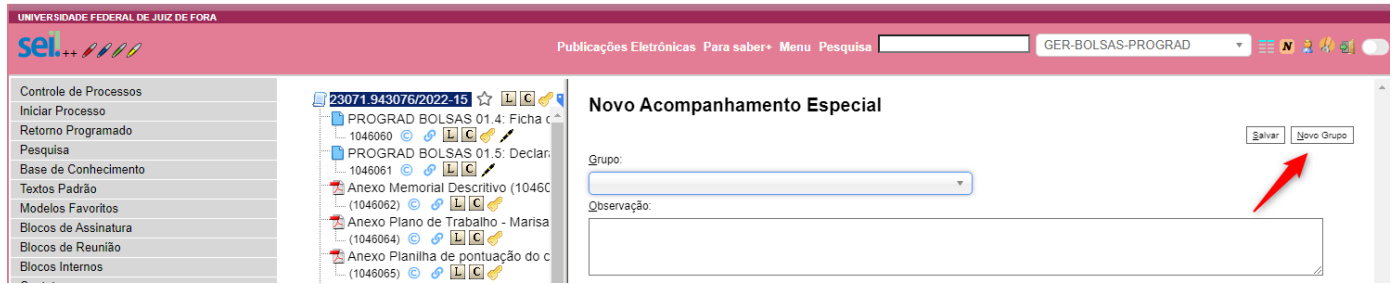 UNIVERSIDADE FEDERAL DE JUIZ DE FORA
sei. ++
Publicações Eletrônicas Para saber+ Menu Pesquisa
GER-BOLSAS-PROGRAD
N
Controle de Processos
Iniciar Processo
Retorno Programado
Pesquisa
Base de Conhecimento
Textos Padrão
Modelos Favoritos
Blocos de Assinatura
Blocos de Reunião
Blocos Internos
23071.943076/2022-15 L C
PROGRAD BOLSAS 01.4: Ficha
1046060 © L C
PROGRAD BOLSAS 01.5: Declar
1046061 © L C
Anexo Memorial Descritivo (10460
(1046062) © L C
Anexo Plano de Trabalho - Marisa
(1046064) © L C
Anexo Planilha de pontuação do c
(1046065) © L C
Novo Acompanhamento Especial
Salvar Novo Grupo
Grupo:
Observação: